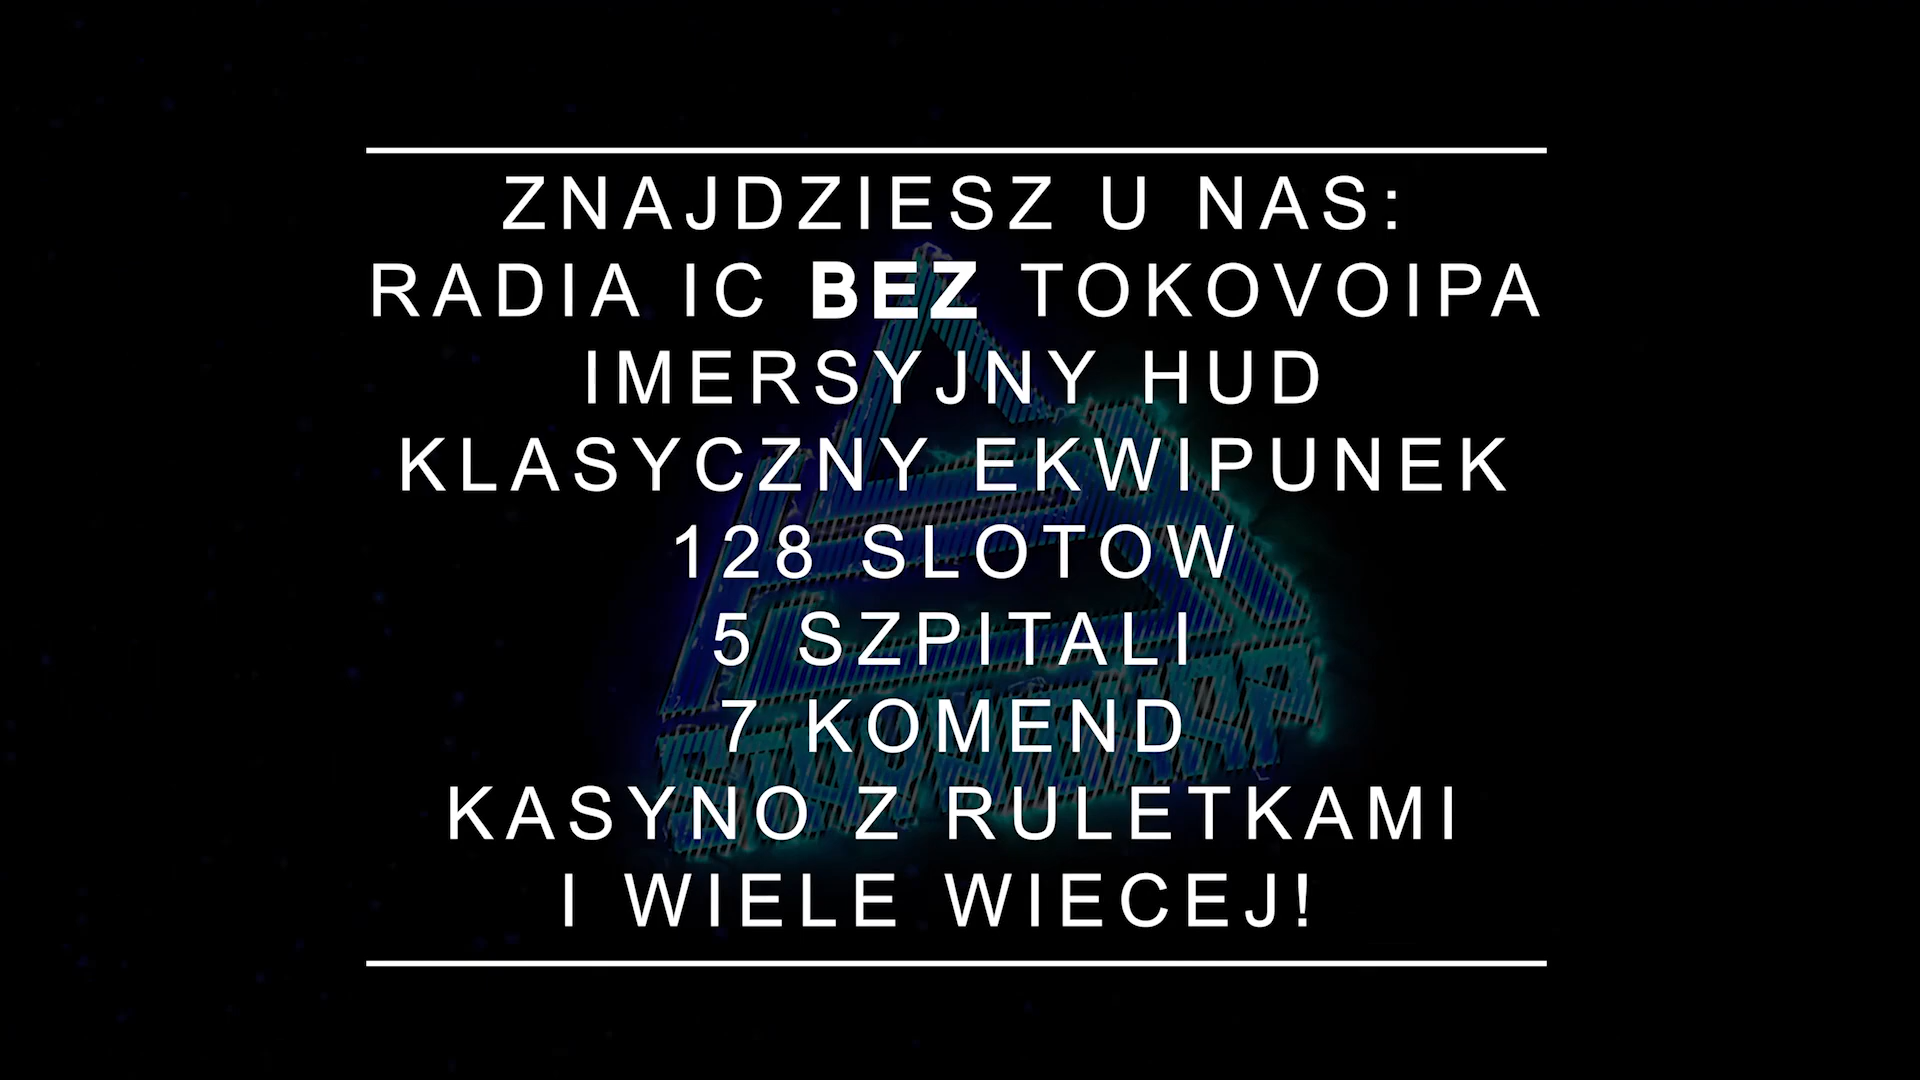 ZNAJDZIESZ U NAS:
RADIA IC BEZ TOKOVOIPA
IMERSYJNY HUD
KLASYCZNY EKWIPUNEK
128 SLOTOW
5 SZPITALI
7 KOMEND
KASYNO Z RULETKAMI
I WIELE WIECEJ!